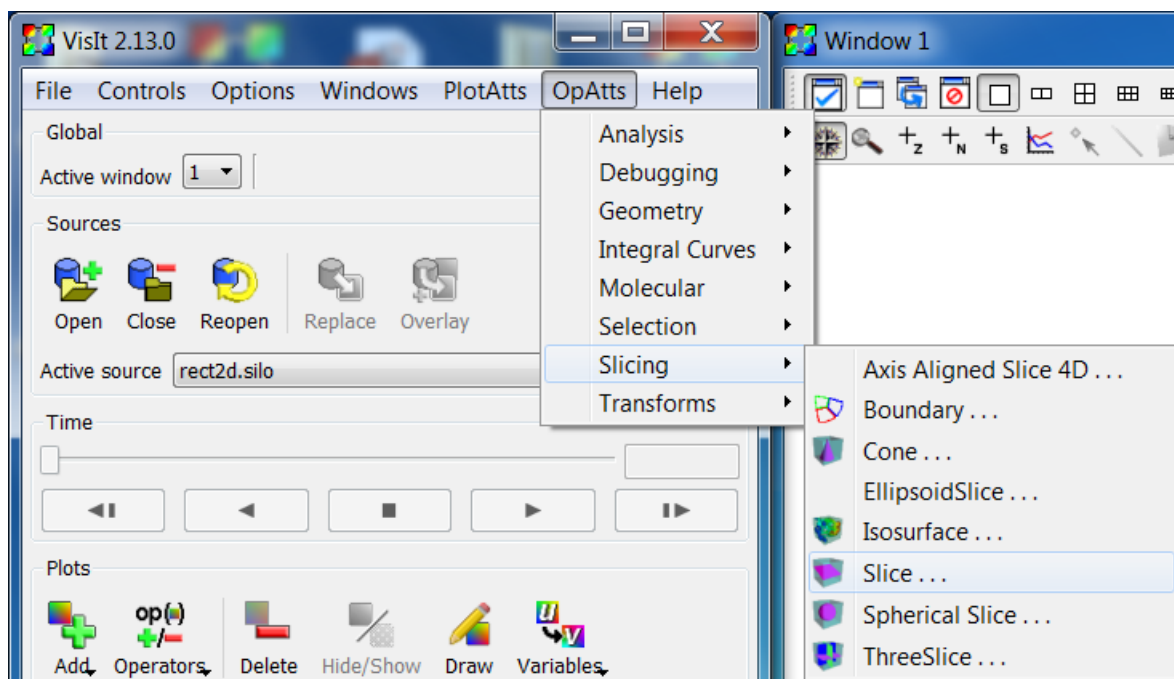 VisIt 2.13.0
Window 1
File Controls Options Windows PlotAtts OpAtts Help
Global
Active window 1
Sources
Open Close Reopen Replace Overlay
Active source rect2d.silo
Time
Plots
Add Operators Delete Hide/Show Draw Variables
op(▪)
Analysis
Debugging
Geometry
Integral Curves
Molecular
Selection
Slicing
Transforms
Axis Aligned Slice 4D . . .
Boundary . . .
Cone . . .
EllipsoidSlice . . .
Isosurface . . .
Slice . . .
Spherical Slice . . .
ThreeSlice . . .